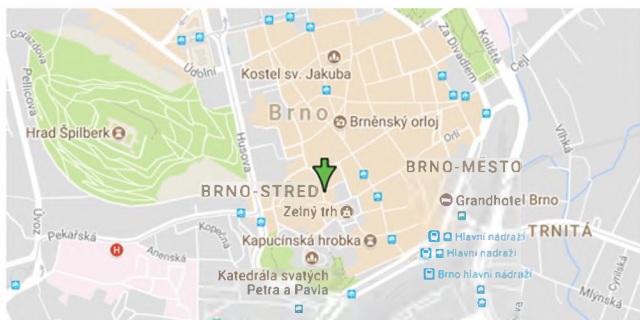 Gorazdova
Pellicova
Údolní
Kostel sv. Jakuba
Za Divadlem
Koliště
Cejl
Brno
Hrad Špilberk
Husova
Brněnský orloj
Orlí
Vlhká
BRNO-MĚSTO
BRNO-STŘED
Grandhotel Brno
Zelný trh
Úvoz
Pekařská
Kopečná
TRNITÁ
Hlavní nádraží
Kapucínská hrobka
H
Anenská
Hlavní nádraží
Katedrála svatých
Petra a Pavla
Brno hlavní nádraží
Cyrilská
Mlýnská